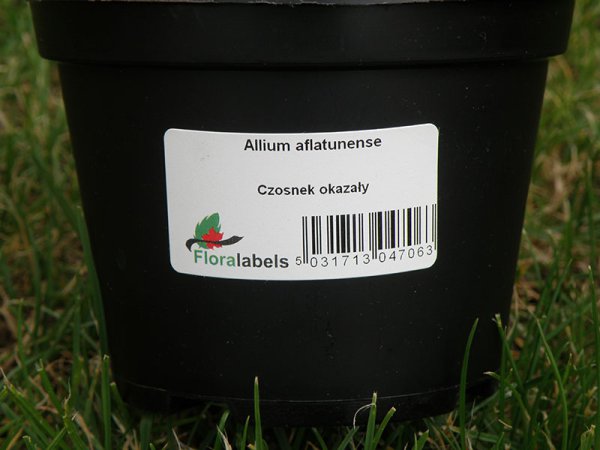 Allium aflatunense
Czosnek okazały
Floralabels
5 031713 047063